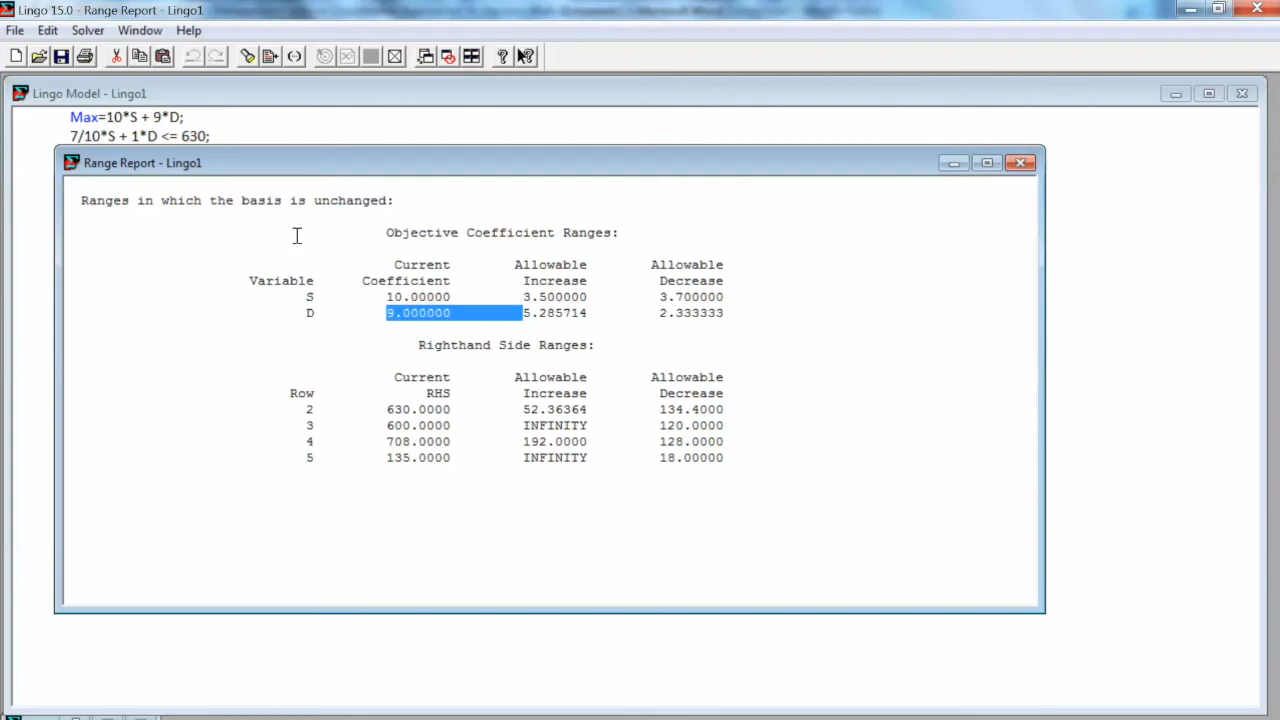 Lingo 15.0 - Range Report - Lingo1
File Edit Solver Window Help
Lingo Model - Lingo1
Max=10*S + 9*D;
7/10*S + 1*D <= 630;
Range Report - Lingo1
Ranges in which the basis is unchanged:
Objective Coefficient Ranges:
Current Allowable Allowable
Variable Coefficient Increase Decrease
S 10.00000 3.500000 3.700000
D 9.000000 5.285714 2.333333
Righthand Side Ranges:
Current Allowable Allowable
Row RHS Increase Decrease
2 630.0000 52.36364 134.4000
3 600.0000 INFINITY 120.0000
4 708.0000 192.0000 128.0000
5 135.0000 INFINITY 18.00000